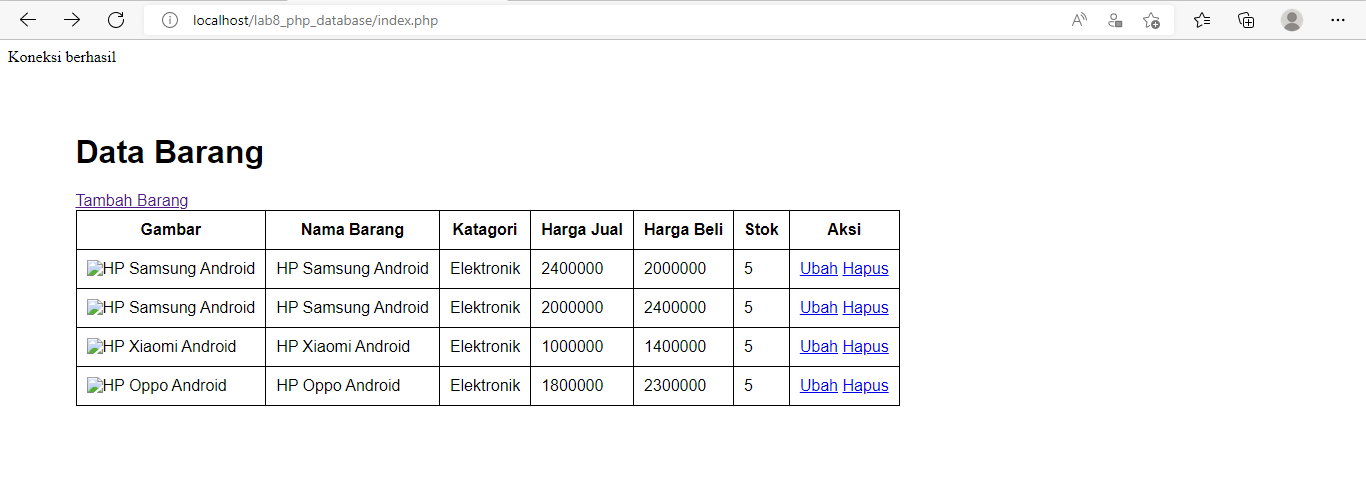 localhost/lab8_php_database/index.php
Koneksi berhasil
Data Barang
Tambah Barang
Gambar Nama Barang Katagori Harga Jual Harga Beli Stok Aksi
HP Samsung Android HP Samsung Android Elektronik 2400000 2000000 5 Ubah Hapus
HP Samsung Android HP Samsung Android Elektronik 2000000 2400000 5 Ubah Hapus
HP Xiaomi Android HP Xiaomi Android Elektronik 1000000 1400000 5 Ubah Hapus
HP Oppo Android HP Oppo Android Elektronik 1800000 2300000 5 Ubah Hapus